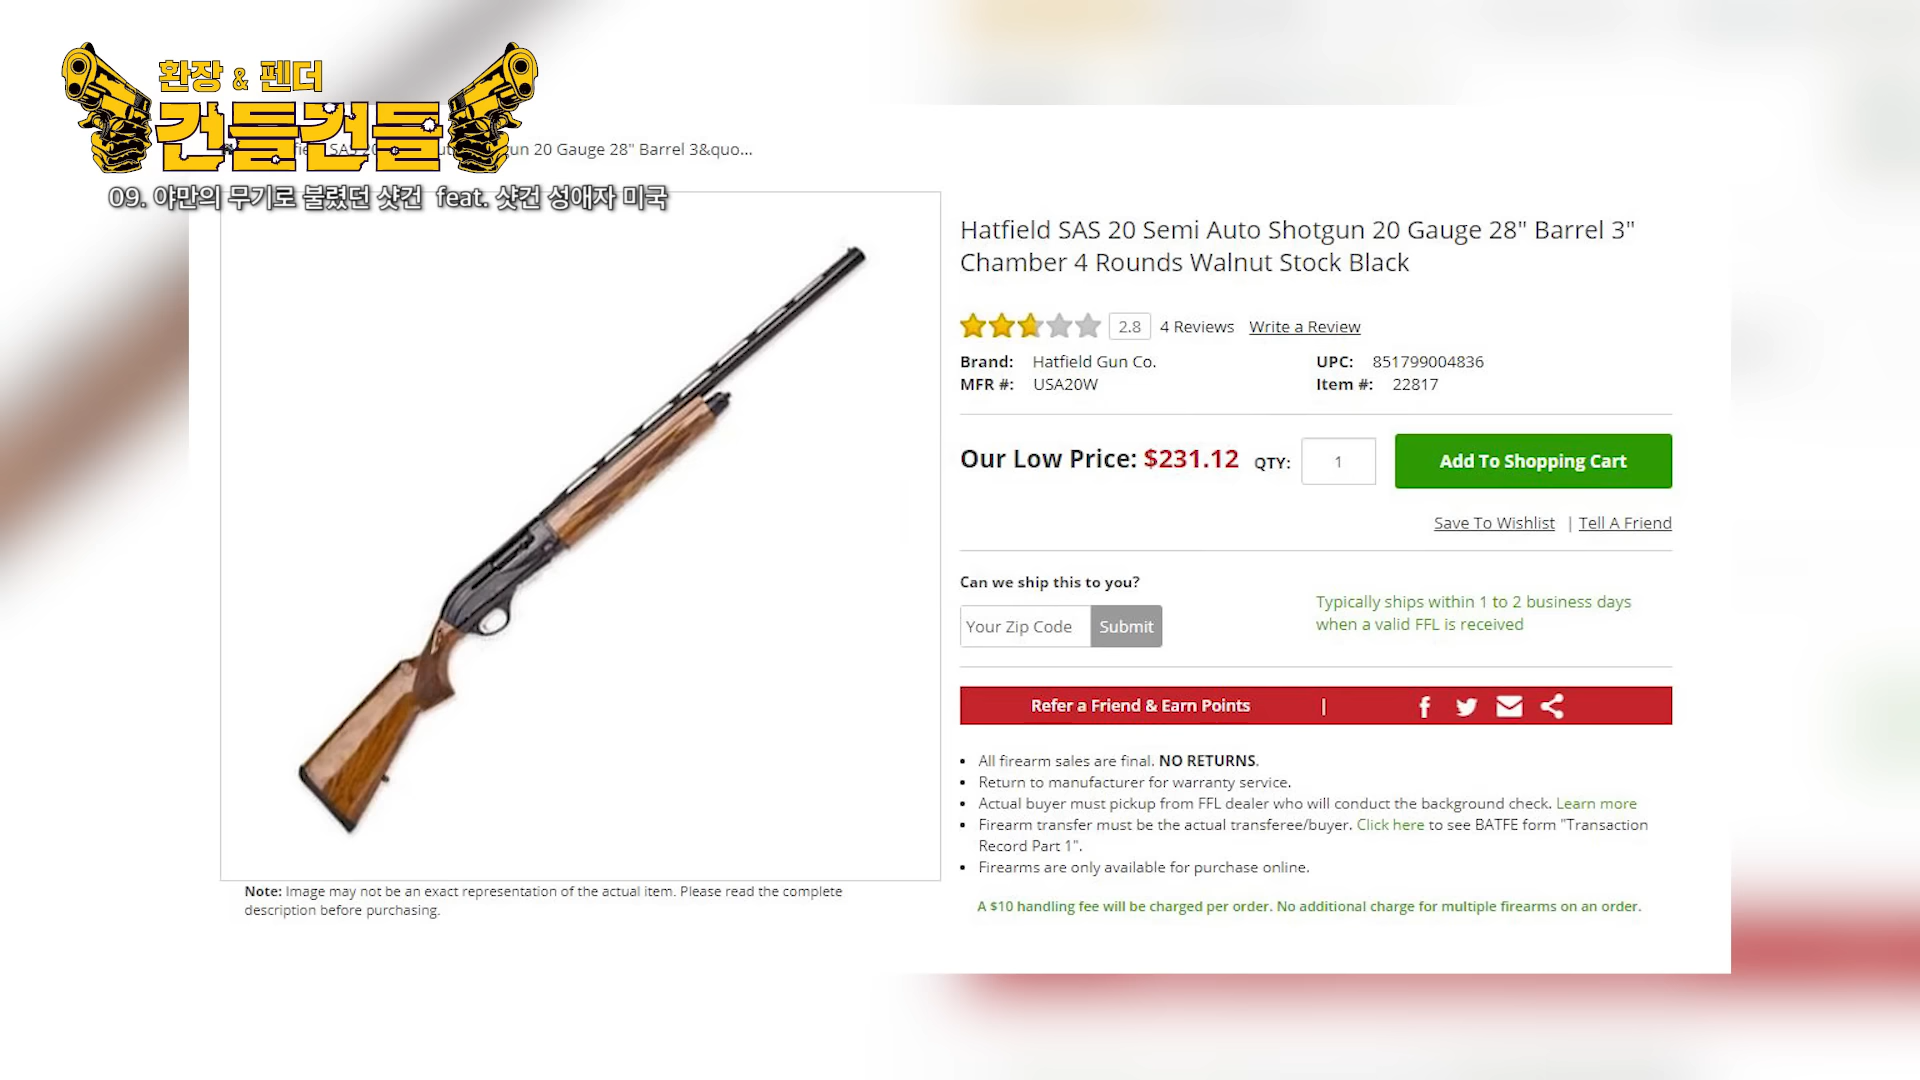 환장 & 펜더
건들건들
un 20 Gauge 28" Barrel 3&quo...
09. 야만의 무기로 불렸던 샷건 feat. 샷건 성애자 미국
Hatfield SAS 20 Semi Auto Shotgun 20 Gauge 28" Barrel 3"
Chamber 4 Rounds Walnut Stock Black
2.8 4 Reviews Write a Review
Brand: Hatfield Gun Co. UPC: 851799004836
MFR #: USA20W Item #: 22817
Our Low Price: $231.12 QTY: 1 Add To Shopping Cart
Save To Wishlist | Tell A Friend
Can we ship this to you?
Your Zip Code Submit
Typically ships within 1 to 2 business days
when a valid FFL is received
Refer a Friend & Earn Points |
All firearm sales are final. NO RETURNS.
Return to manufacturer for warranty service.
Actual buyer must pickup from FFL dealer who will conduct the background check. Learn more
Firearm transfer must be the actual transferee/buyer. Click here to see BATFE form "Transaction
Record Part 1".
Firearms are only available for purchase online.
A $10 handling fee will be charged per order. No additional charge for multiple firearms on an order.
Note: Image may not be an exact representation of the actual item. Please read the complete
description before purchasing.